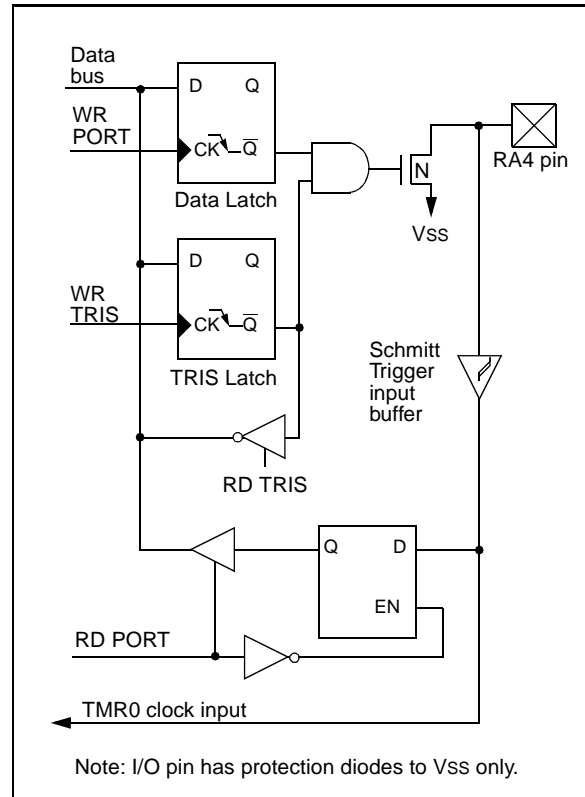 Data
bus
D Q
WR
PORT
CK Q
N
RA4 pin
Data Latch
VSS
D Q
WR
TRIS
CK Q
Schmitt
Trigger
input
buffer
TRIS Latch
RD TRIS
Q D
EN
RD PORT
TMR0 clock input
Note: I/O pin has protection diodes to VSS only.